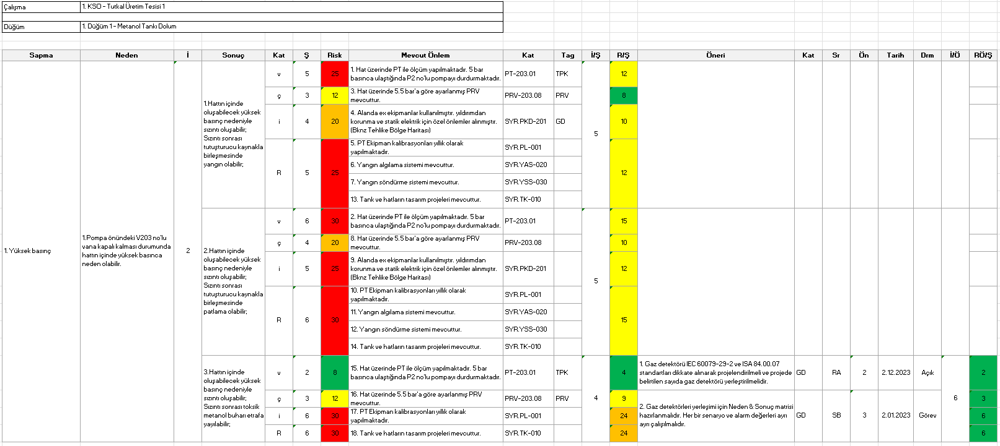 Çalışma 1. KSO - Tutkal Üretim Tesisi 1
Düğüm 1. Düğüm 1 - Metanol Tankı Dolum
Sapma Neden İ Sonuç Kat Ş Risk Mevcut Önlem Kat Tag İ/Ş R/Ş Öneri Kat Sr Ön Tarih Drm İ/Ö RÖ/Ş
1. Yüksek basınç
1.Pompa önündeki V203 no'lu
vana kapalı kalması durumunda
hattın içinde yüksek basınca
neden olabilir.
2
1.Hattın içinde
oluşabilecek yüksek
basınç nedeniyle
sızıntı oluşabilir;
Sızıntı sonrası
tutuşturucu kaynakla
birleşmesinde
yangın olabilir;
v 5 25
1. Hat üzerinde PT ile ölçüm yapılmaktadır. 5 bar
basınca ulaştığında P2 no'lu pompayı durdurmaktadır.
PT-203.01 TPK 12
ç 3 12
3. Hat üzerinde 5.5 bar'a göre ayarlanmış PRV
mevcuttur.
PRV-203.08 PRV 8
i 4 20
4. Alanda ex ekipmanlar kullanılmıştır. yıldırımdan
korunma ve statik elektrik için özel önlemler alınmıştır.
(Bknz Tehlike Bölge Haritası)
SYR.PKD-201 GD 10
5
R 5 25
5. PT Ekipman kalibrasyonları yıllık olarak
yapılmaktadır.
SYR.PL-001
6. Yangın algılama sistemi mevcuttur. SYR.YAS-020
7. Yangın söndürme sistemi mevcuttur. SYR.YSS-030
13. Tank ve hatların tasarım projeleri mevcuttur. SYR.TK-010
12
2.Hattın içinde
oluşabilecek yüksek
basınç nedeniyle
sızıntı oluşabilir;
Sızıntı sonrası
tutuşturucu kaynakla
birleşmesinde
patlama olabilir;
v 6 30
2. Hat üzerinde PT ile ölçüm yapılmaktadır. 5 bar
basınca ulaştığında P2 no'lu pompayı durdurmaktadır.
PT-203.01 15
ç 4 20
8. Hat üzerinde 5.5 bar'a göre ayarlanmış PRV
mevcuttur.
PRV-203.08 10
i 5 25
9. Alanda ex ekipmanlar kullanılmıştır. yıldırımdan
korunma ve statik elektrik için özel önlemler alınmıştır.
(Bknz Tehlike Bölge Haritası)
SYR.PKD-201 12
5
R 6 30
10. PT Ekipman kalibrasyonları yıllık olarak
yapılmaktadır.
SYR.PL-001
11. Yangın algılama sistemi mevcuttur. SYR.YAS-020
12. Yangın söndürme sistemi mevcuttur. SYR.YSS-030
14. Tank ve hatların tasarım projeleri mevcuttur. SYR.TK-010
15
3.Hattın içinde
oluşabilecek yüksek
basınç nedeniyle
sızıntı oluşabilir;
Sızıntı sonrası toksik
metanol buharı etrafa
yayılabilir;
v 2 8
15. Hat üzerinde PT ile ölçüm yapılmaktadır. 5 bar
basınca ulaştığında P2 no'lu pompayı durdurmaktadır.
PT-203.01 TPK 4
1. Gaz detektörü IEC 60079-29-2 ve ISA 84.00.07
standartları dikkate alınarak projelendirilmeli ve projede
belirtilen sayıda gaz detektörü yerleştirilmelidir.
GD RA 2 2.12.2023 Açık 2
ç 3 12
16. Hat üzerinde 5.5 bar'a göre ayarlanmış PRV
mevcuttur.
PRV-203.08 PRV 4 9 6 3
i 6 30
17. PT Ekipman kalibrasyonları yıllık olarak
yapılmaktadır.
SYR.PL-001 24
2. Gaz detektörleri yerleşimi için Neden & Sonuç matrisi
hazırlanmalıdır. Her bir senaryo ve alarm değerleri ayrı
ayrı çalışılmalıdır.
GD SB 3 2.01.2023 Görev 6
R 6 30 18. Tank ve hatların tasarım projeleri mevcuttur. SYR.TK-010 24 6